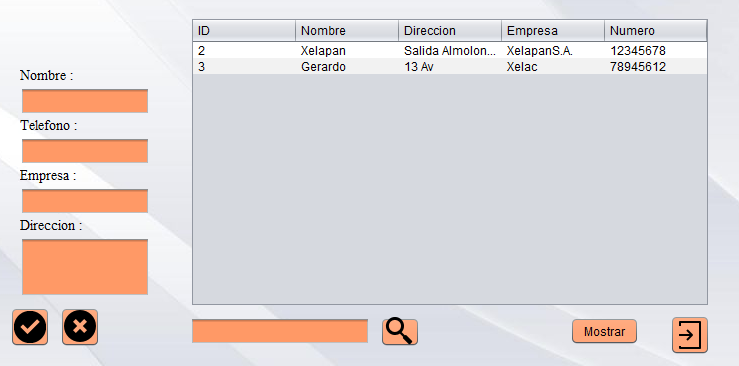 ID Nombre Direccion Empresa Numero
2 Xelapan Salida Almolon... XelapanS.A. 12345678
3 Gerardo 13 Av Xelac 78945612
Nombre :
Telefono :
Empresa :
Direccion :
Mostrar